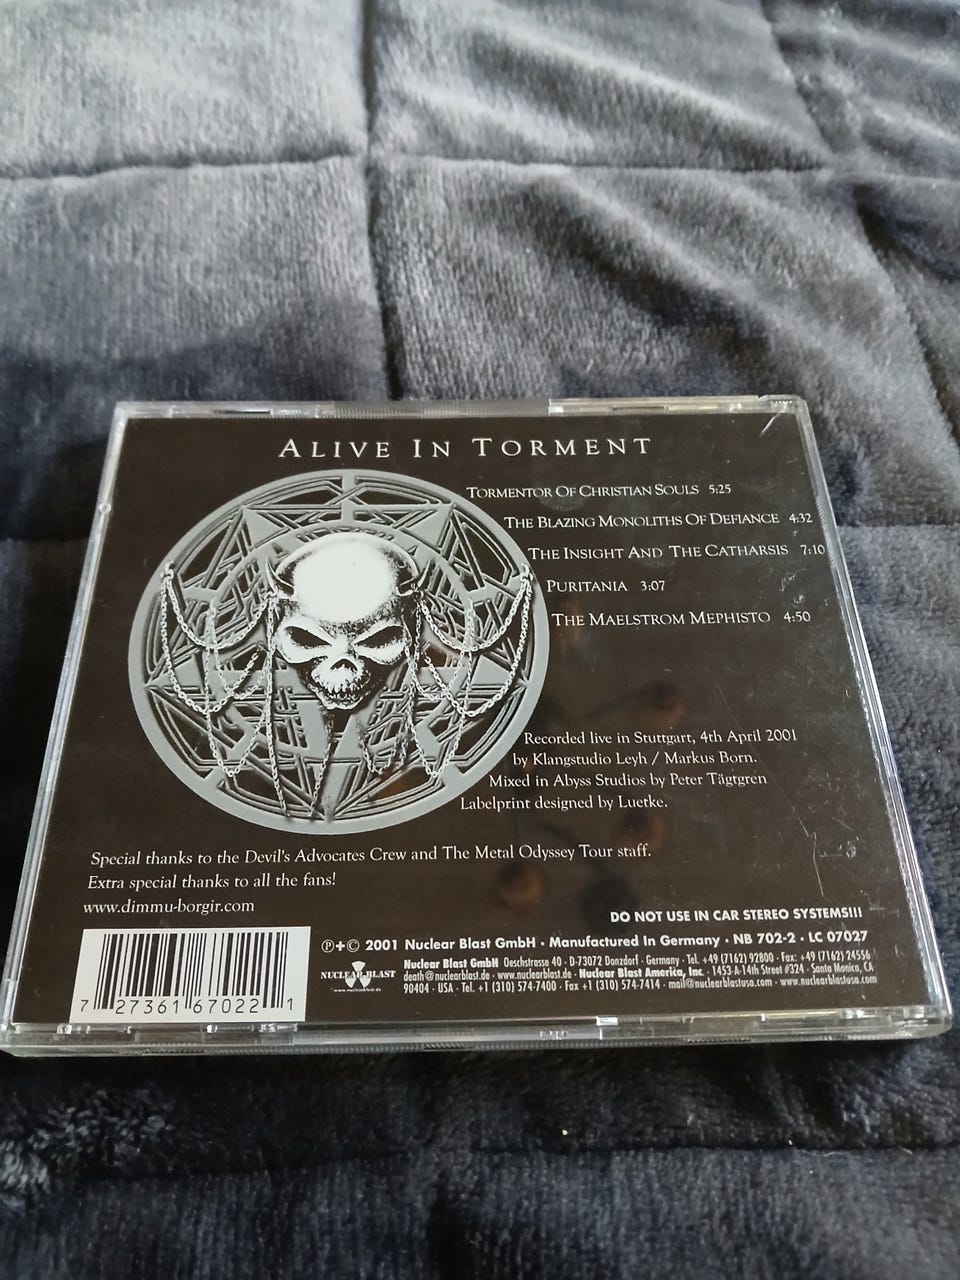 ALIVE IN TORMENT
TORMENTOR OF CHRISTIAN SOULS 5:25
THE BLAZING MONOLITHS OF DEFIANCE 4:32
THE INSIGHT AND THE CATHARSIS 7:10
PURITANIA 3:07
THE MAELSTROM MEPHISTO 4:50
Recorded live in Stuttgart, 4th April 2001
by Klangstudio Leyh / Markus Born.
Mixed in Abyss Studios by Peter Tägtgren
Labelprint designed by Luetke.
Special thanks to the Devil's Advocates Crew and The Metal Odyssey Tour staff.
Extra special thanks to all the fans!
www.dimmu-borgir.com
DO NOT USE IN CAR STEREO SYSTEMS!!!
℗+© 2001 Nuclear Blast GmbH · Manufactured In Germany · NB 702-2 · LC 07027
Nuclear Blast GmbH Oeschstrasse 40 · D-73072 Donzdorf · Germany · Tel. +49 (7162) 92800 · Fax: +49 (7162) 24556
death@nuclearblast.de · www.nuclearblast.de · Nuclear Blast America, Inc. · 1453-A-14th Street #324 · Santa Monica, CA
90404 · USA · Tel. +1 (310) 574-7400 · Fax +1 (310) 574-7414 · mail@nuclearblastusa.com · www.nuclearblastusa.com
NUCLEAR BLAST
www.nuclearblast.de
7 27361 67022 1